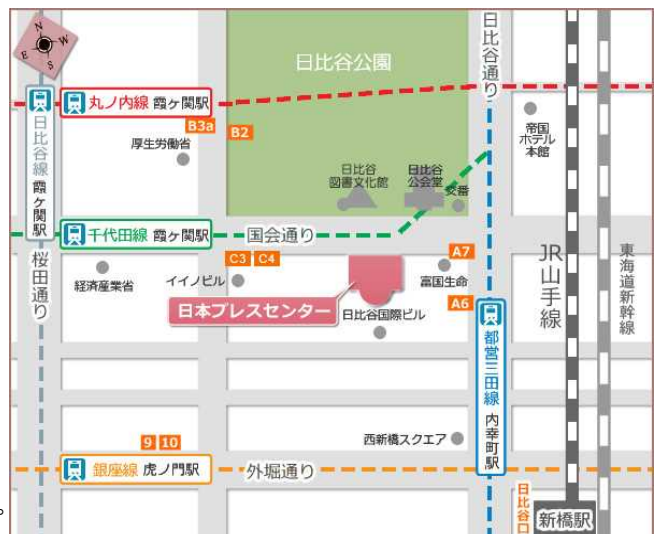 N
W
E
S
日比谷公園
日比谷通り
丸ノ内線 霞ヶ関駅
B3a
B2
厚生労働省
帝国
ホテル
本館
日比谷
図書文化館
日比谷
公会堂
交番
日比谷線 霞ヶ関駅
千代田線 霞ヶ関駅
国会通り
桜田通り
経済産業省
イイノビル
C3
C4
A7
富国生命
日本プレスセンター
日比谷国際ビル
A6
JR山手線
東海道新幹線
都営三田線 内幸町駅
9
10
西新橋スクエア
銀座線 虎ノ門駅
外堀通り
日比谷口
新橋駅
。